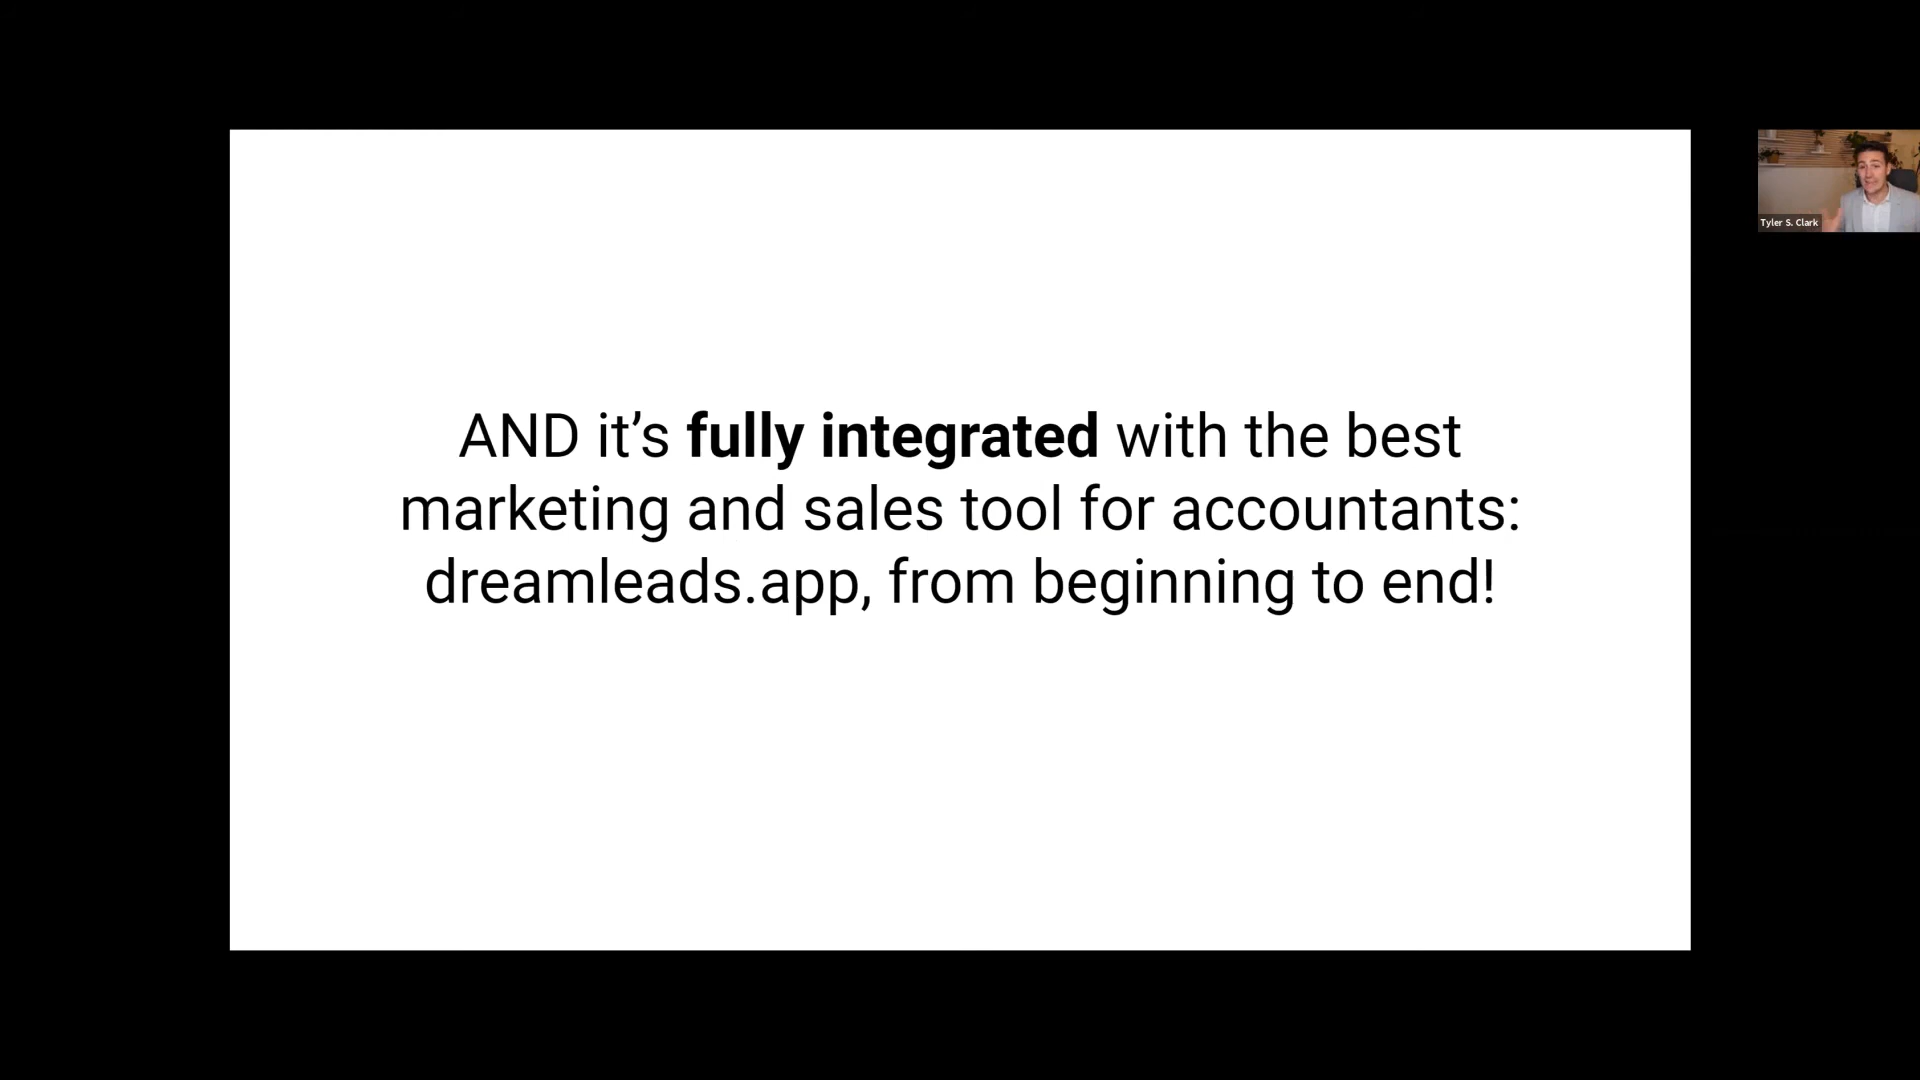 AND it’s fully integrated with the best
marketing and sales tool for accountants:
dreamleads.app, from beginning to end!
Tyler S. Clark